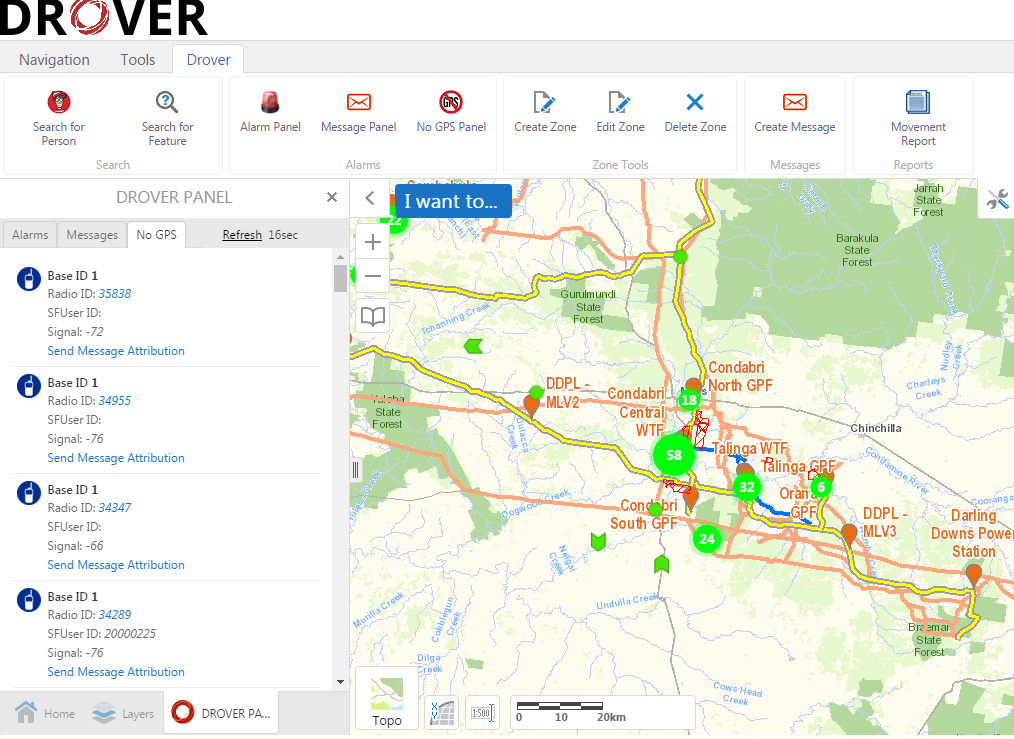 DROVER
Navigation Tools Drover
Search for Person
Search for Feature
Search
Alarm Panel
Message Panel
No GPS Panel
Alarms
Create Zone
Edit Zone
Delete Zone
Zone Tools
Create Message
Messages
Movement Report
Reports
DROVER PANEL
Alarms Messages No GPS Refresh 16sec
Base ID 1
Radio ID: 35838
SFUser ID:
Signal: -72
Send Message Attribution
Base ID 1
Radio ID: 34955
SFUser ID:
Signal: -76
Send Message Attribution
Base ID 1
Radio ID: 34347
SFUser ID:
Signal: -66
Send Message Attribution
Base ID 1
Radio ID: 34289
SFUser ID: 20000225
Signal: -76
Send Message Attribution
Home Layers DROVER PA...
I want to...
22
Jarrah
State
Forest
Barakula
State
Forest
Gurulmundi
State
Forest
Tchanning Creek
Condabri
North GPF
DDPL -
MLV2
Condabri
Central
WTF
18
State
Forest
Dulacca
Creek
Charleys
Creek
Chinchilla
58
Talinga WTF
Talinga GPF
Condamine River
32
6
Orana
GPF
Dogwood Creek
Condabri
South GPF
DDPL -
MLV3
Darling
Downs Power
Station
24
Undulla Creek
Murilla Creek
Cobblegun
Creek
Braemar
State
Forest
Dilga
Creek
Cows Head
Creek
Topo
1:500
0 10 20km